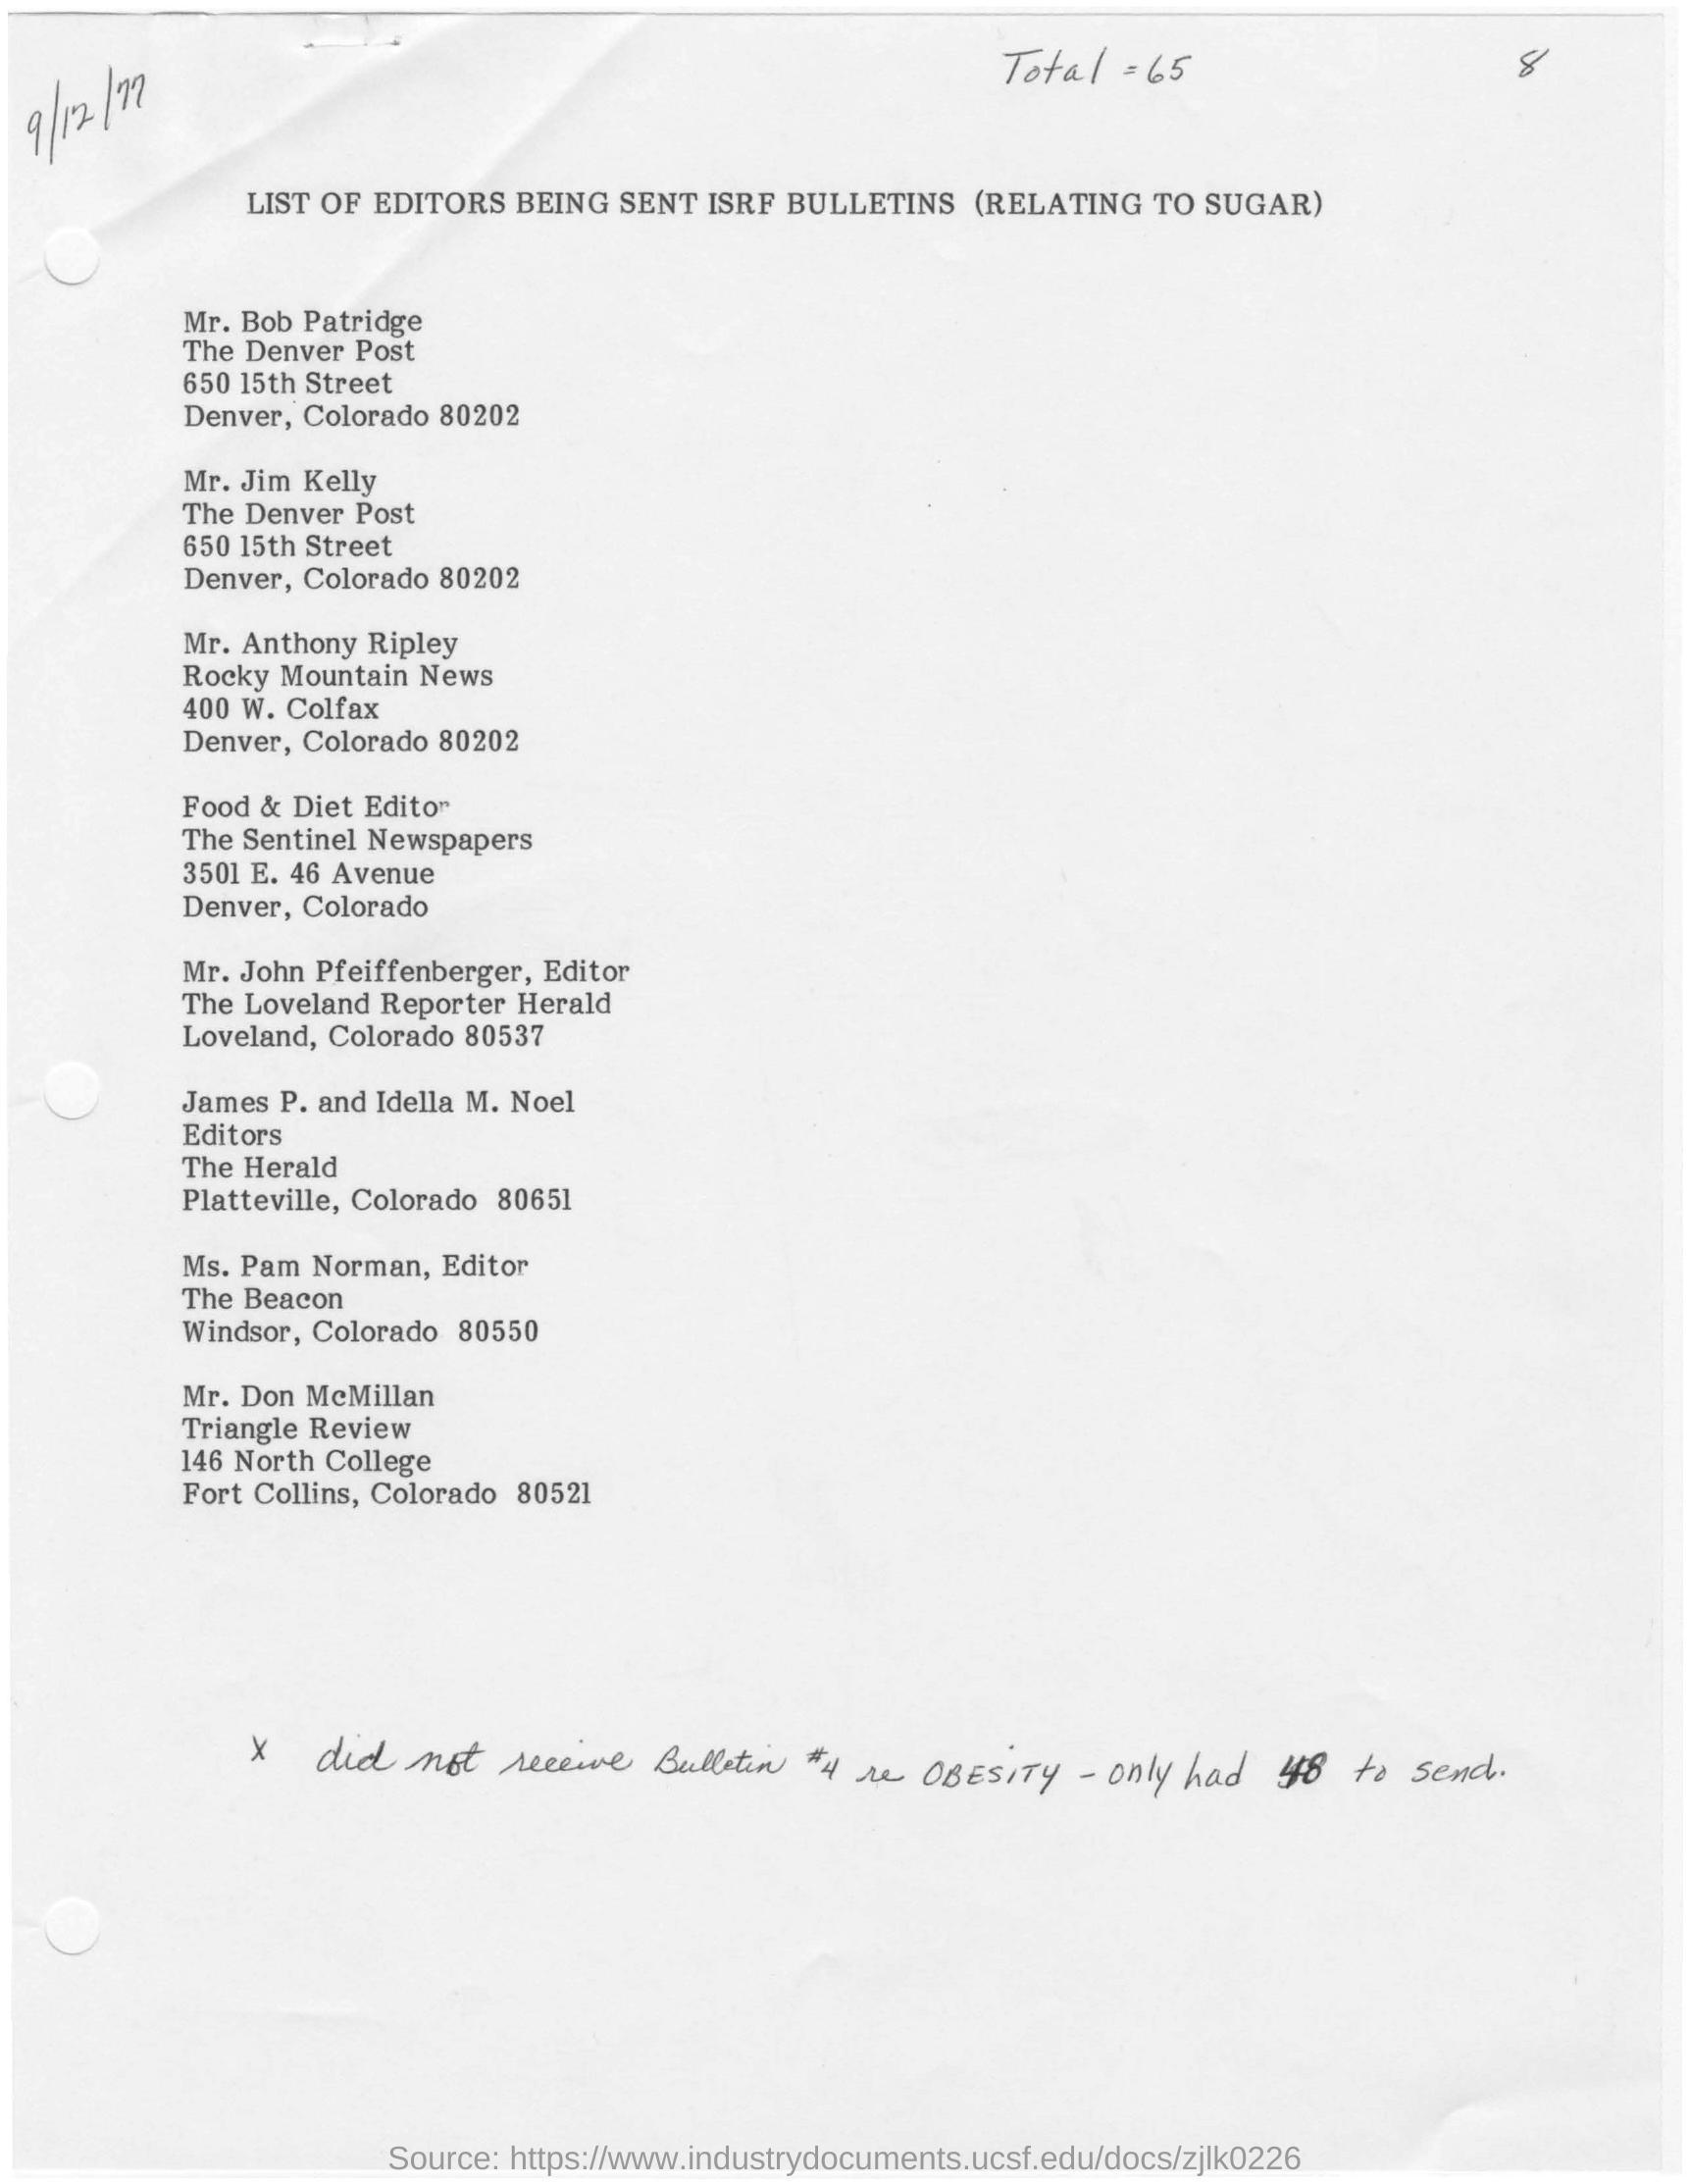 Total = 65
8
9/12/77
LIST OF EDITORS BEING SENT ISRF BULLETINS (RELATING TO SUGAR)
Mr. Bob Patridge
The Denver Post
650 15th Street
Denver, Colorado 80202
Mr. Jim Kelly
The Denver Post
650 15th Street
Denver, Colorado 80202
Mr. Anthony Ripley
Rocky Mountain News
400 W. Colfax
Denver, Colorado 80202
Food & Diet Editor
The Sentinel Newspapers
3501 E. 46 Avenue
Denver, Colorado
Mr. John Pfeiffenberger, Editor
The Loveland Reporter Herald
Loveland, Colorado 80537
James P. and Idella M. Noel
Editors
The Herald
Platteville, Colorado 80651
Ms. Pam Norman, Editor
The Beacon
Windsor, Colorado 80550
Mr. Don McMillan
Triangle Review
146 North College
Fort Collins, Colorado 80521
x did not receive Bulletin #4 re OBESITY - only had 48 to send.
Source: https://www.industrydocuments.ucsf.edu/docs/zjlk0226